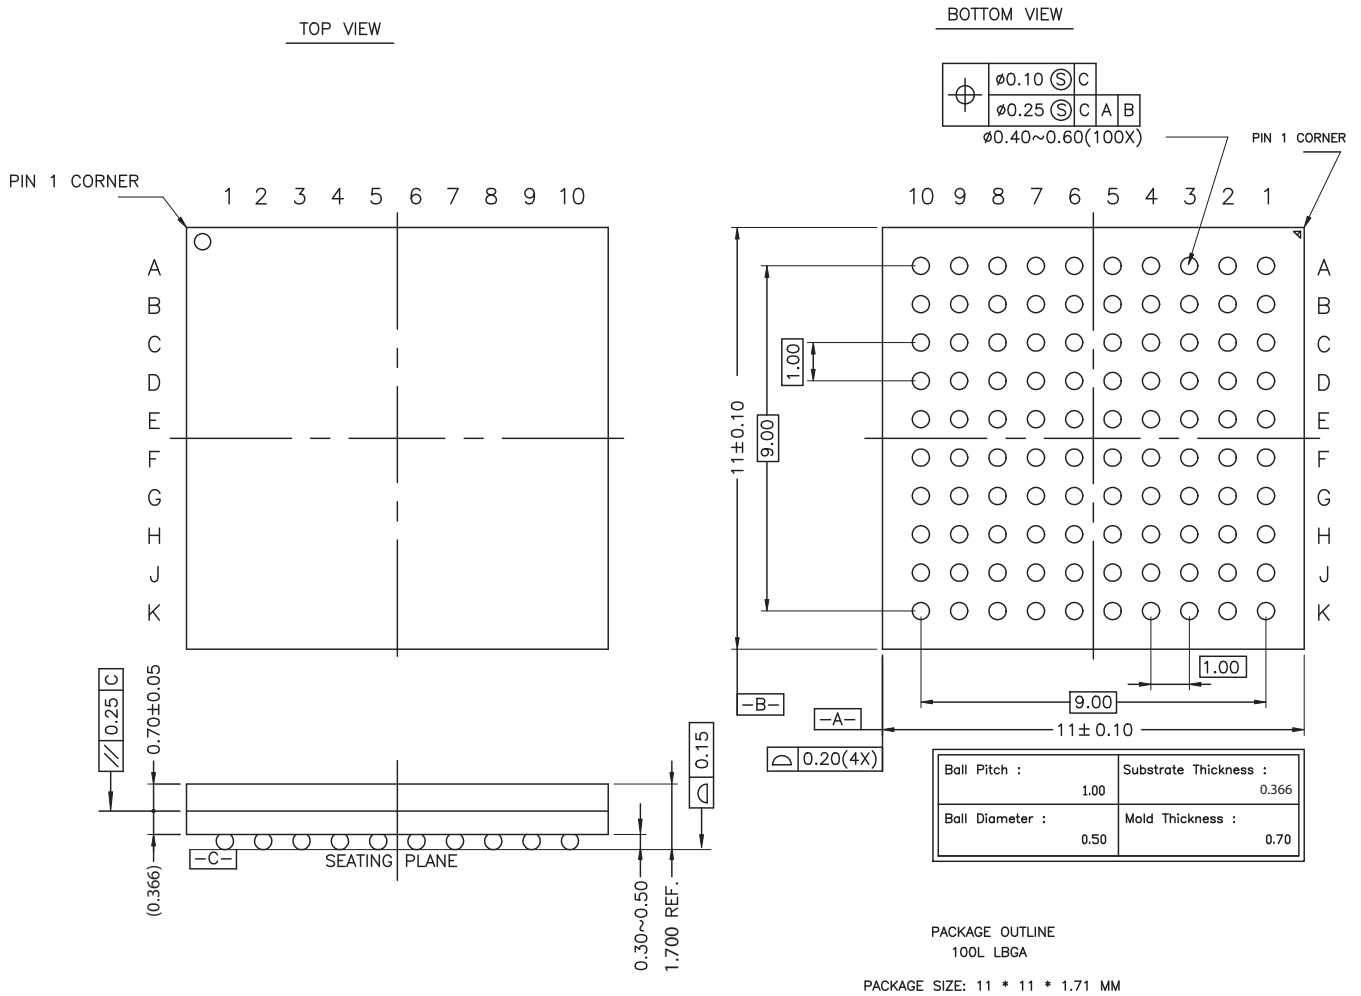 TOP VIEW
BOTTOM VIEW
⌀0.10 Ⓢ C
⌀0.25 Ⓢ C A B
⌀0.40~0.60(100X)
PIN 1 CORNER
PIN 1 CORNER
1 2 3 4 5 6 7 8 9 10
10 9 8 7 6 5 4 3 2 1
A
B
C
D
E
F
G
H
J
K
A
B
C
D
E
F
G
H
J
K
1.00
9.00
11±0.10
1.00
9.00
11±0.10
-B-
-A-
0.20(4X)
// 0.25 C
0.70±0.05
(0.366)
-C-
SEATING PLANE
0.30~0.50
1.700 REF.
0.15
Ball Pitch :
1.00
Substrate Thickness :
0.366
Ball Diameter :
0.50
Mold Thickness :
0.70
PACKAGE OUTLINE
100L LBGA
PACKAGE SIZE: 11 * 11 * 1.71 MM